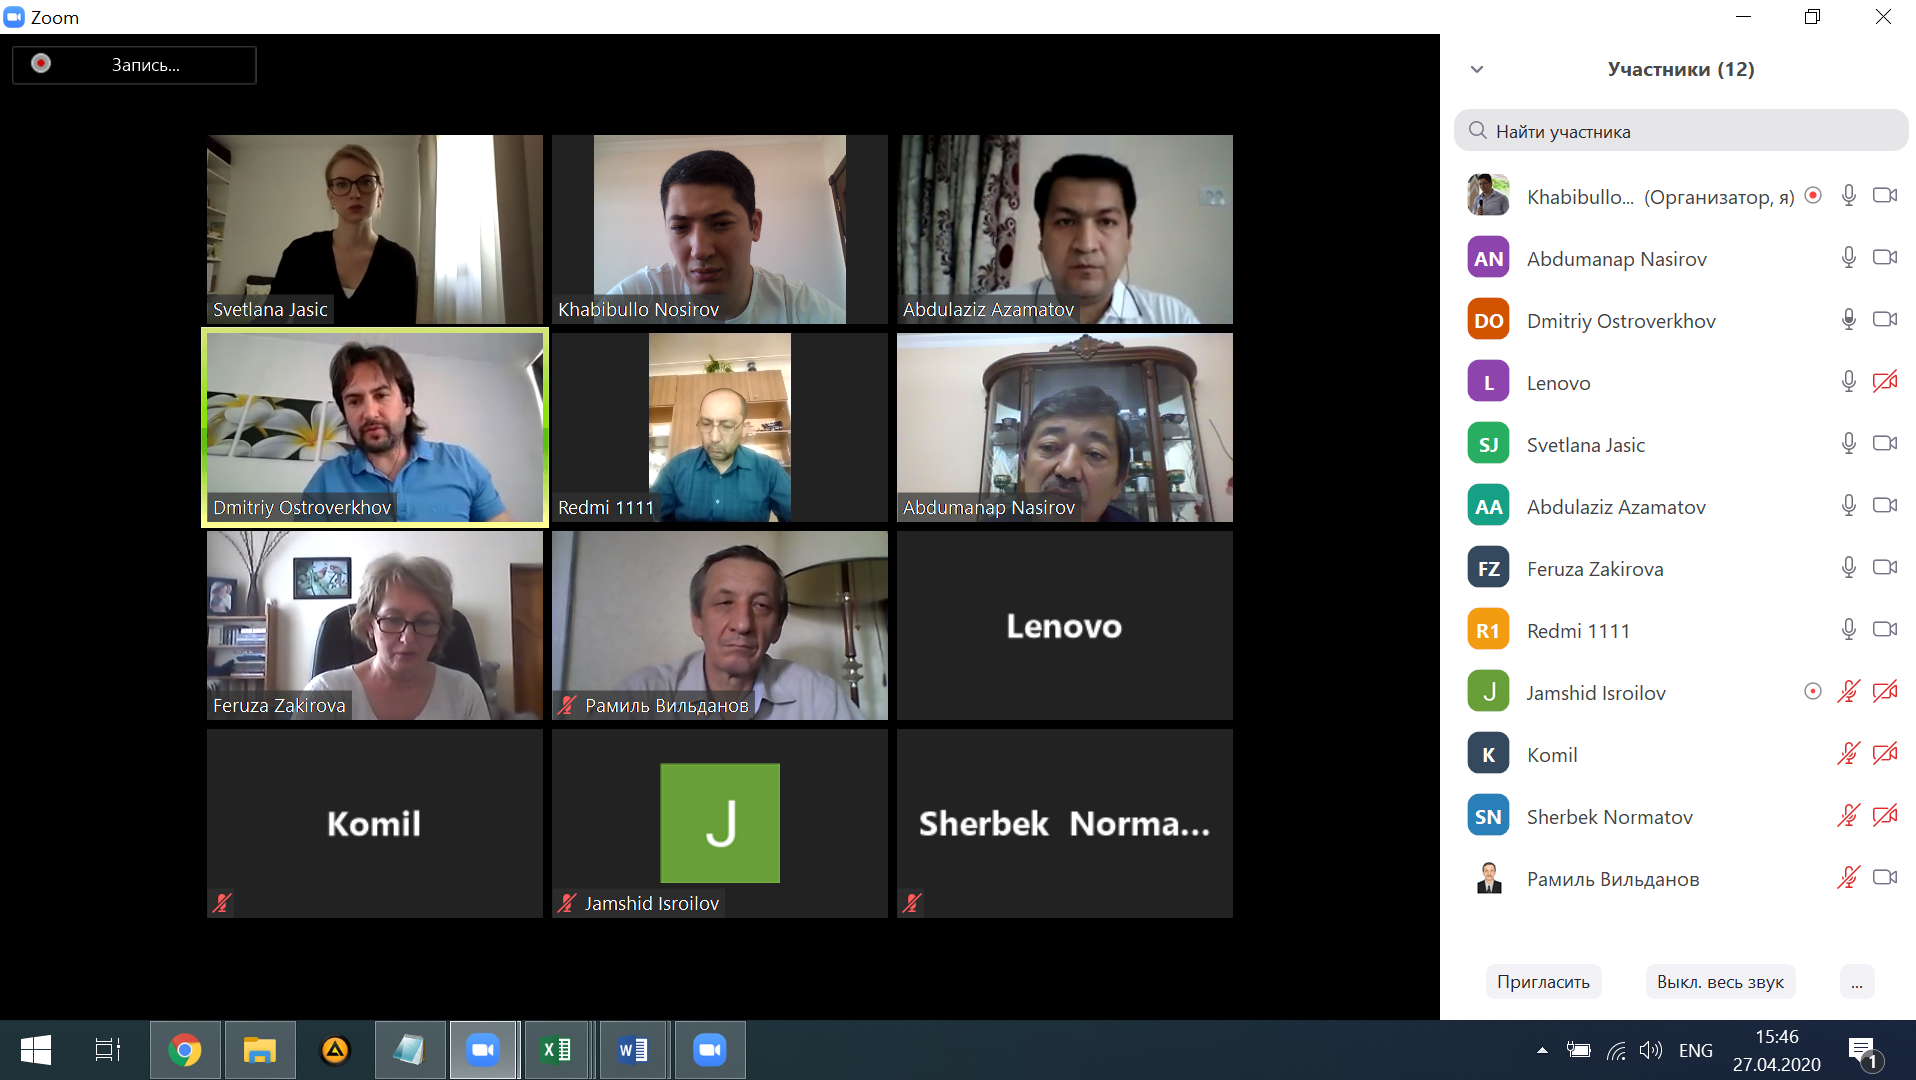 Zoom
Запись...
Svetlana Jasic
Khabibullo Nosirov
Abdulaziz Azamatov
Dmitriy Ostroverkhov
Redmi 1111
Abdumanap Nasirov
Feruza Zakirova
Рамиль Вильданов
Lenovo
Komil
J
Jamshid Isroilov
Sherbek Norma...
Участники (12)
Найти участника
Khabibullo... (Организатор, я)
AN Abdumanap Nasirov
DO Dmitriy Ostroverkhov
L Lenovo
SJ Svetlana Jasic
AA Abdulaziz Azamatov
FZ Feruza Zakirova
R1 Redmi 1111
J Jamshid Isroilov
K Komil
SN Sherbek Normatov
Рамиль Вильданов
Пригласить Выкл. весь звук ...
ENG
15:46
27.04.2020
1